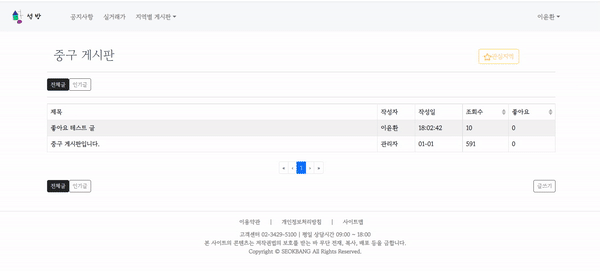 섬 방 공지사항 실거래가 지역별 게시판 이윤환
중구 게시판
관심지역
전체글 인기글
제목 작성자 작성일 조회수 좋아요
좋아요 테스트 글 이윤환 18:02:42 10 0
중구 게시판입니다. 관리자 01-01 591 0
« ‹ 1 › »
전체글 인기글 글쓰기
이용약관 | 개인정보처리방침 | 사이트맵
고객센터 02-3429-5100 | 평일 상담시간 09:00 ~ 18:00
본 사이트의 콘텐츠는 저작권법의 보호를 받는 바 무단 전재, 복사, 배포 등을 금합니다.
Copyright © SEOKBANG All Rights Reserved.